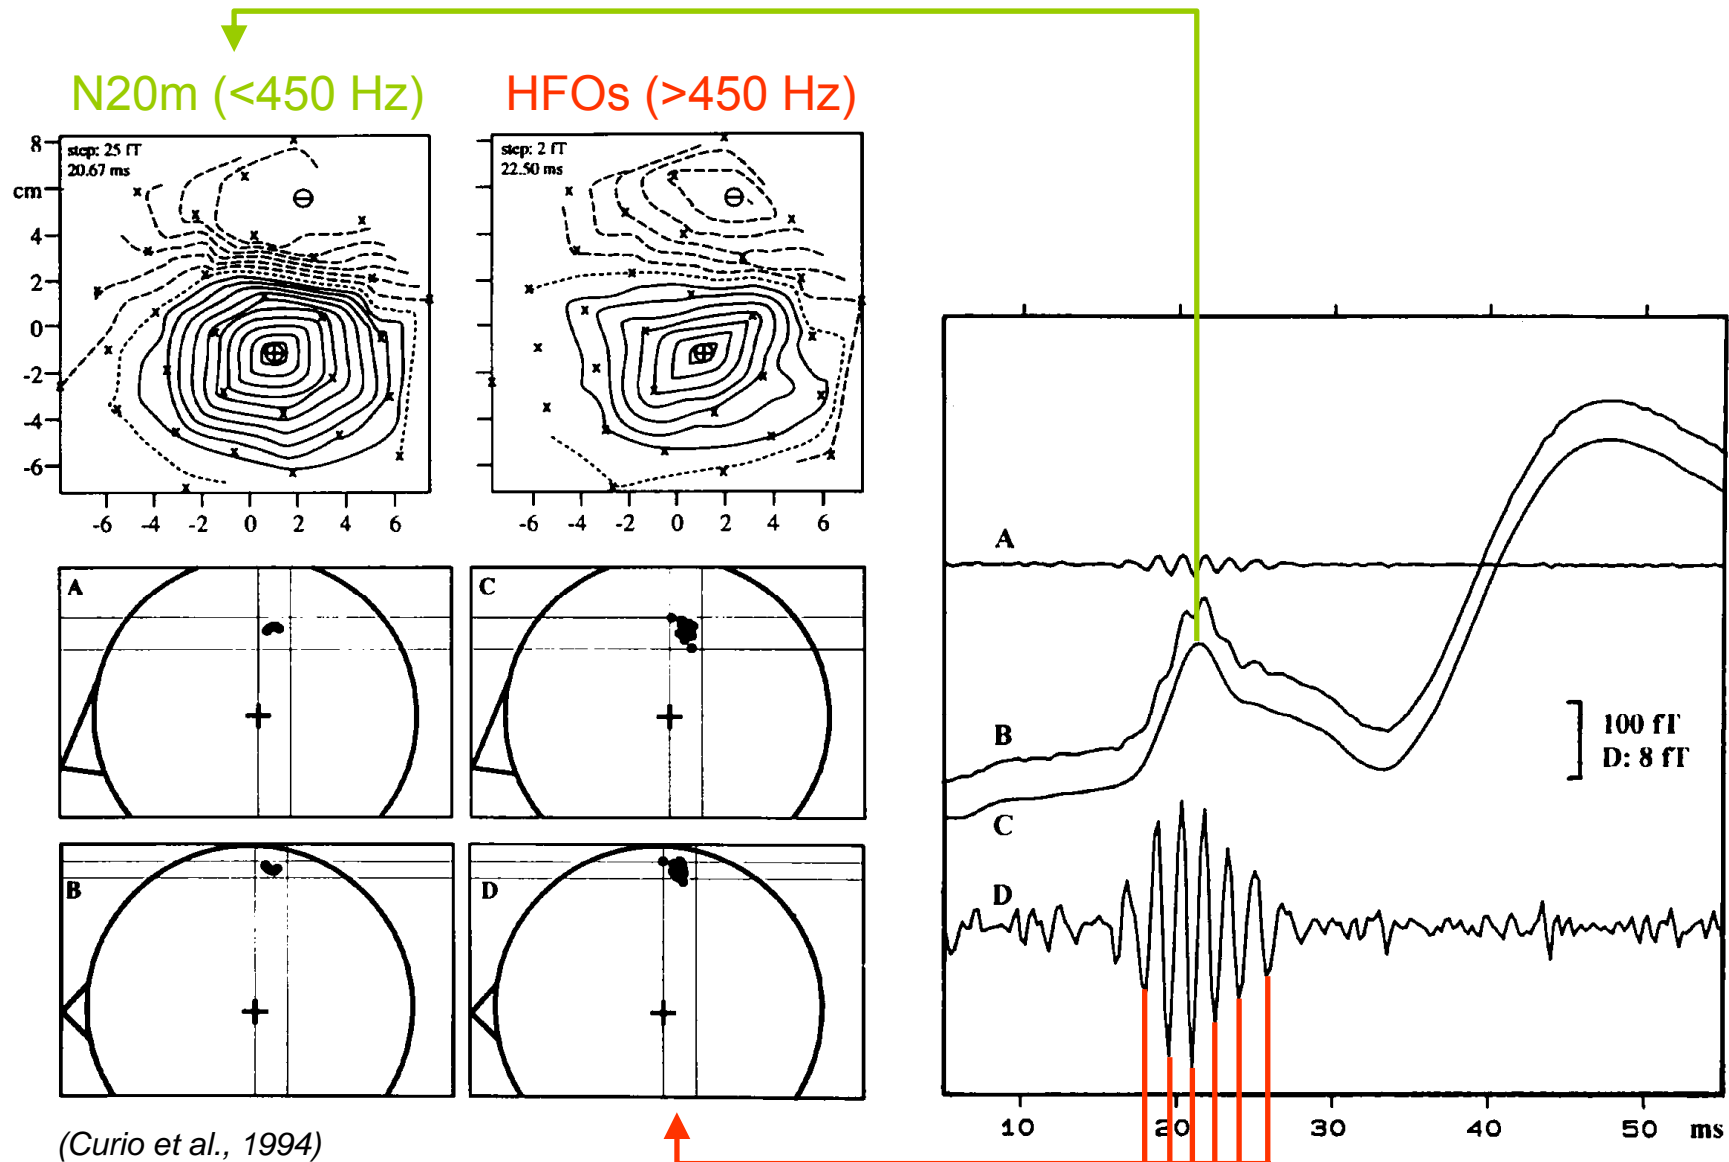 N20m (<450 Hz)
HFOs (>450 Hz)
step: 25 fT
20.67 ms
step: 2 fT
22.50 ms
8
cm
4
2
0
-2
-4
-6
-6 -4 -2 0 2 4 6
-6 -4 -2 0 2 4 6
A
C
B
D
A
B
C
D
100 fT
D: 8 fT
10 20 30 40 50 ms
(Curio et al., 1994)